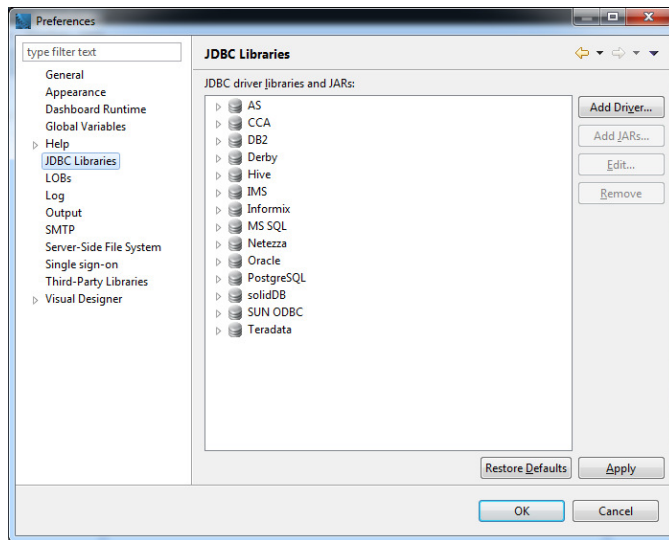 Preferences
type filter text
General
Appearance
Dashboard Runtime
Global Variables
Help
JDBC Libraries
LOBs
Log
Output
SMTP
Server-Side File System
Single sign-on
Third-Party Libraries
Visual Designer
JDBC Libraries
JDBC driver libraries and JARs:
AS
CCA
DB2
Derby
Hive
IMS
Informix
MS SQL
Netezza
Oracle
PostgreSQL
solidDB
SUN ODBC
Teradata
Add Driver...
Add JARs...
Edit...
Remove
Restore Defaults
Apply
OK
Cancel